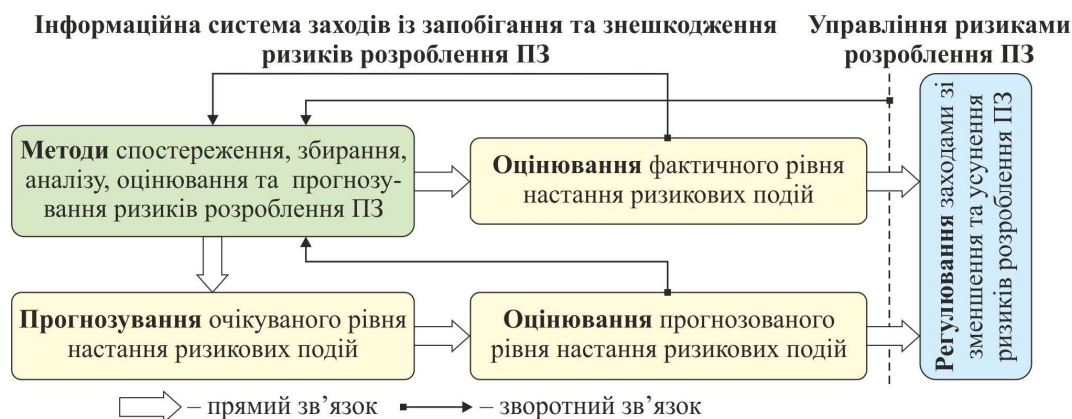 Інформаційна система заходів із запобігання та знешкодження
ризиків розроблення ПЗ
Управління ризиками
розроблення ПЗ
Методи спостереження, збирання,
аналізу, оцінювання та прогнозу-
вання ризиків розроблення ПЗ
Оцінювання фактичного рівня
настання ризикових подій
Прогнозування очікуваного рівня
настання ризикових подій
Оцінювання прогнозованого
рівня настання ризикових подій
Регулювання заходами зі
зменшення та усунення
ризиків розроблення ПЗ
– прямий зв’язок
– зворотний зв’язок